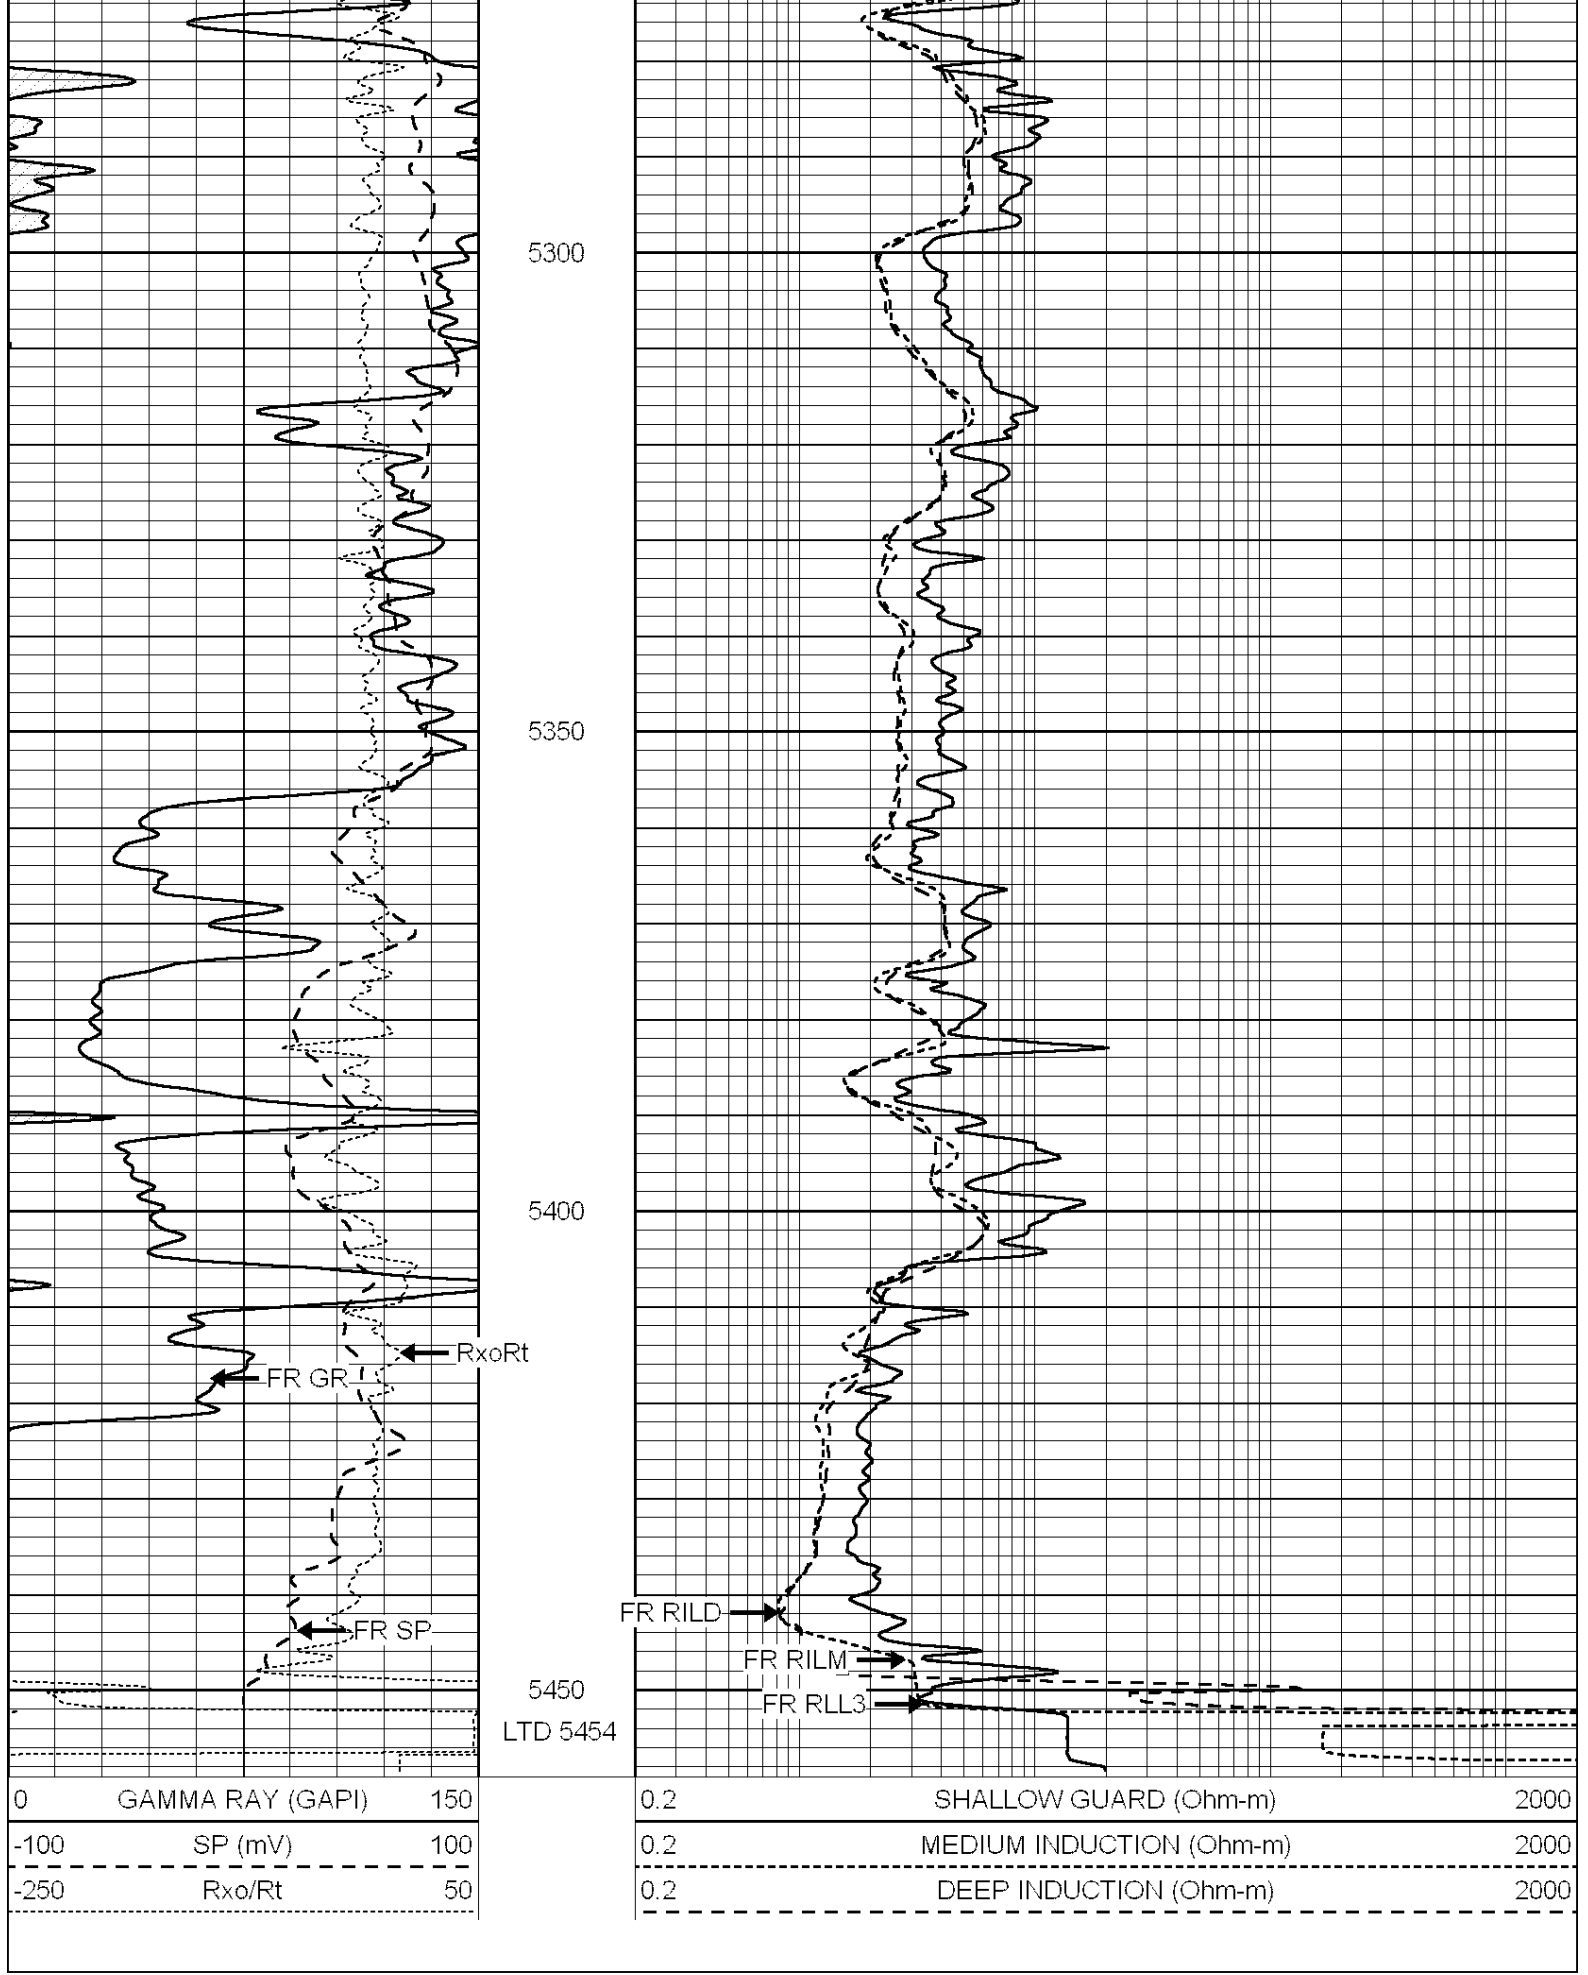 5300
5350
5400
RxoRt
FR GR
FR RILD
FR SP
FR RILM
5450
FR RLL3
LTD 5454
0 GAMMA RAY (GAPI) 150
0.2 SHALLOW GUARD (Ohm-m) 2000
-100 SP (mV) 100
0.2 MEDIUM INDUCTION (Ohm-m) 2000
-250 Rxo/Rt 50
0.2 DEEP INDUCTION (Ohm-m) 2000